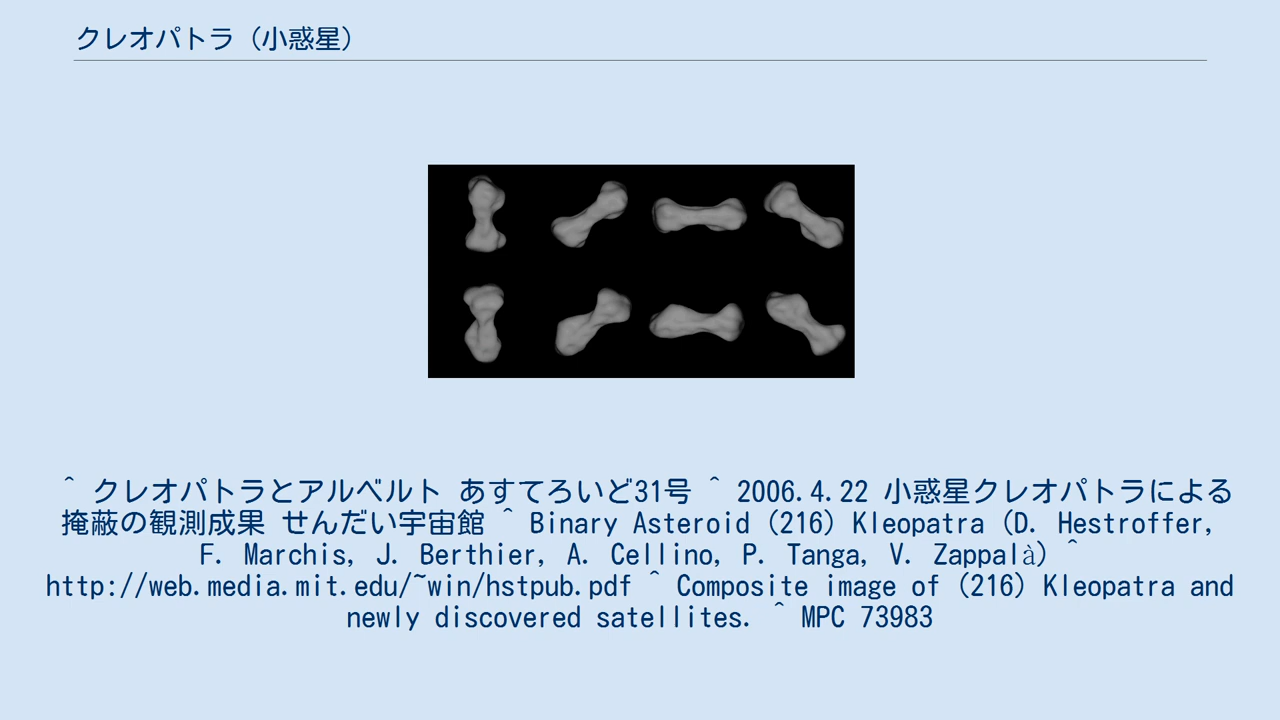 クレオパトラ（小惑星）
^ クレオパトラとアルベルト あすてろいど31号 ^ 2006.4.22 小惑星クレオパトラによる
掩蔽の観測成果 せんだい宇宙館 ^ Binary Asteroid (216) Kleopatra (D. Hestroffer,
F. Marchis, J. Berthier, A. Cellino, P. Tanga, V. Zappalà) ^
http://web.media.mit.edu/~win/hstpub.pdf ^ Composite image of (216) Kleopatra and
newly discovered satellites. ^ MPC 73983